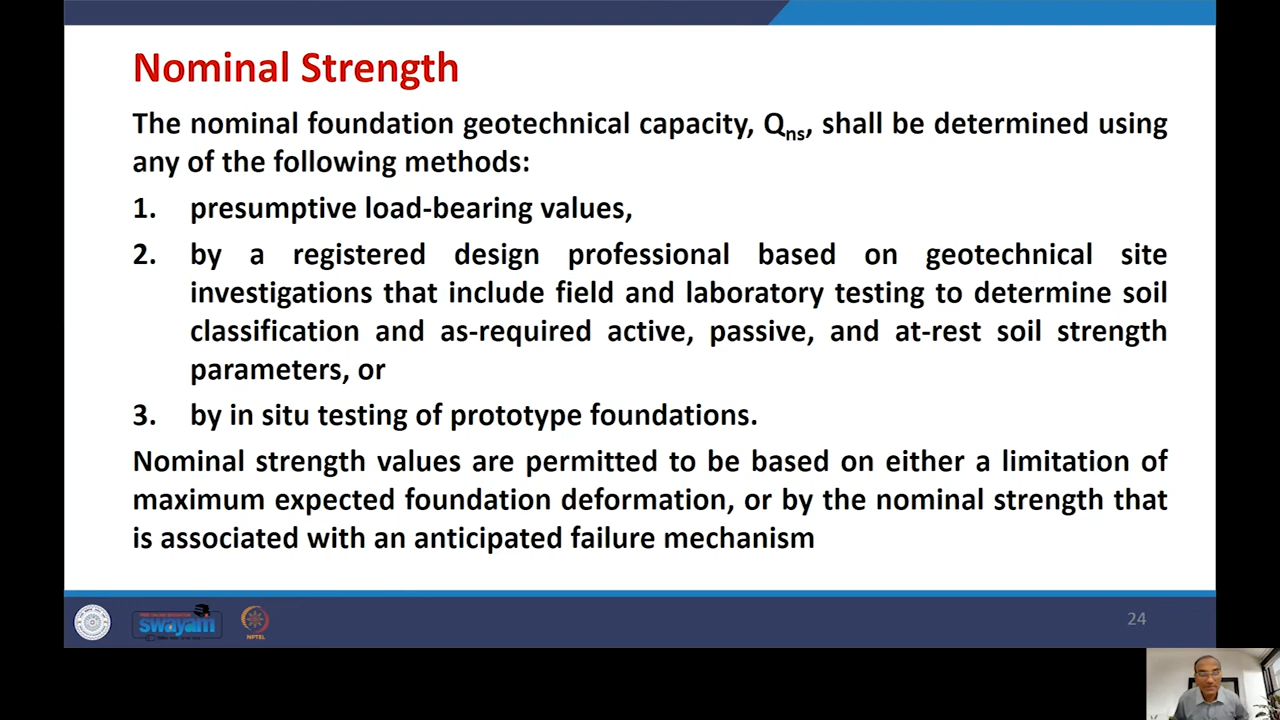 Nominal Strength
The nominal foundation geotechnical capacity, Qns, shall be determined using
any of the following methods:
1. presumptive load-bearing values,
2. by a registered design professional based on geotechnical site
investigations that include field and laboratory testing to determine soil
classification and as-required active, passive, and at-rest soil strength
parameters, or
3. by in situ testing of prototype foundations.
Nominal strength values are permitted to be based on either a limitation of
maximum expected foundation deformation, or by the nominal strength that
is associated with an anticipated failure mechanism
swayam
NPTEL
24